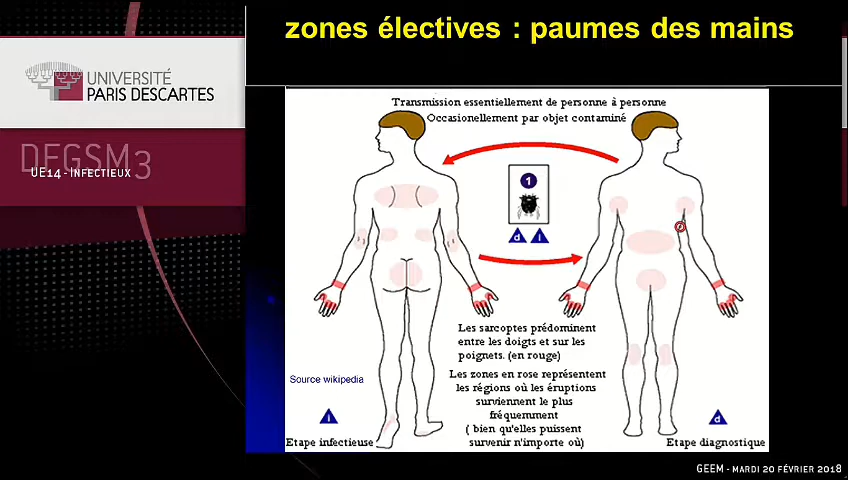 zones électives : paumes des mains
UNIVERSITÉ
PARIS DESCARTES
DFGSM3
UE14 - Infectieux
Transmission essentiellement de personne à personne
Occasionellement par objet contaminé
1
d i
Les sarcoptes prédominent
entre les doigts et sur les
poignets. (en rouge)
Les zones en rose représentent
les régions où les éruptions
surviennent le plus
fréquemmment
( bien qu'elles puissent
survenir n'importe où)
Source wikipedia
i
Etape infectieuse
d
Etape diagnostique
GEEM - mardi 20 février 2018